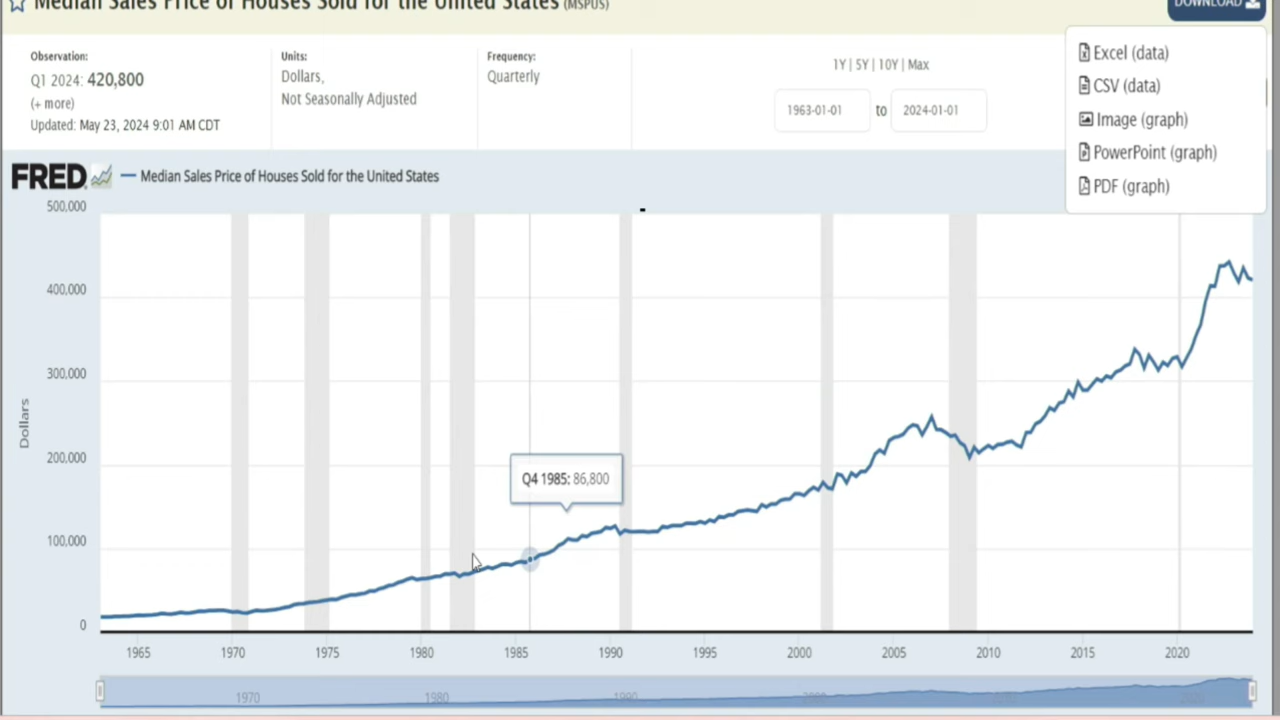 Median Sales Price of Houses Sold for the United States (MSPUS)
DOWNLOAD
Observation:
Q1 2024: 420,800
(+ more)
Updated: May 23, 2024 9:01 AM CDT
Units:
Dollars,
Not Seasonally Adjusted
Frequency:
Quarterly
1Y | 5Y | 10Y | Max
1963-01-01 to 2024-01-01
Excel (data)
CSV (data)
Image (graph)
PowerPoint (graph)
PDF (graph)
FRED
Median Sales Price of Houses Sold for the United States
500,000
400,000
300,000
200,000
100,000
0
Dollars
Q4 1985: 86,800
1965 1970 1975 1980 1985 1990 1995 2000 2005 2010 2015 2020
1970 1980 1990 2000 2010 2020